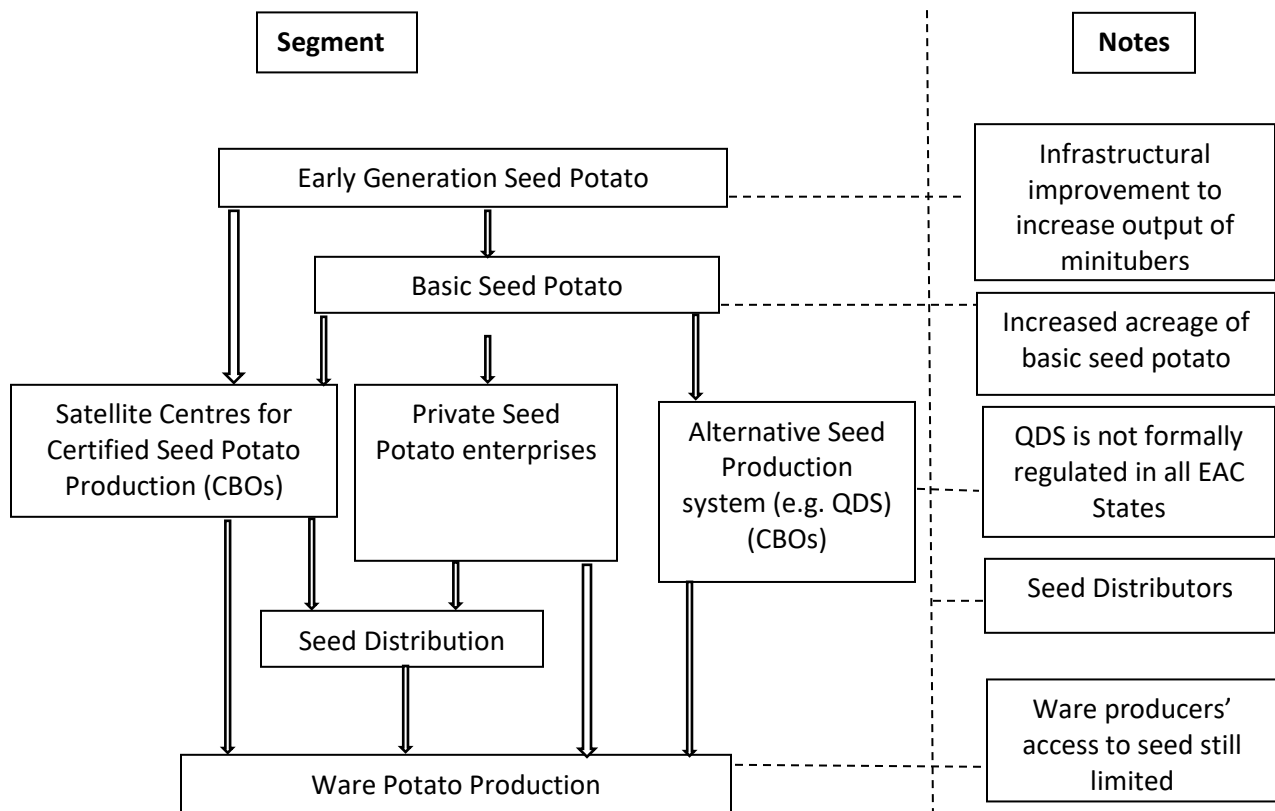 Segment
Notes
Early Generation Seed Potato
Infrastructural
improvement to
increase output of
minitubers
Basic Seed Potato
Increased acreage of
basic seed potato
Satellite Centres for
Certified Seed Potato
Production (CBOs)
Private Seed
Potato enterprises
Alternative Seed
Production
system (e.g. QDS)
(CBOs)
QDS is not formally
regulated in all EAC
States
Seed Distribution
Seed Distributors
Ware Potato Production
Ware producers’
access to seed still
limited